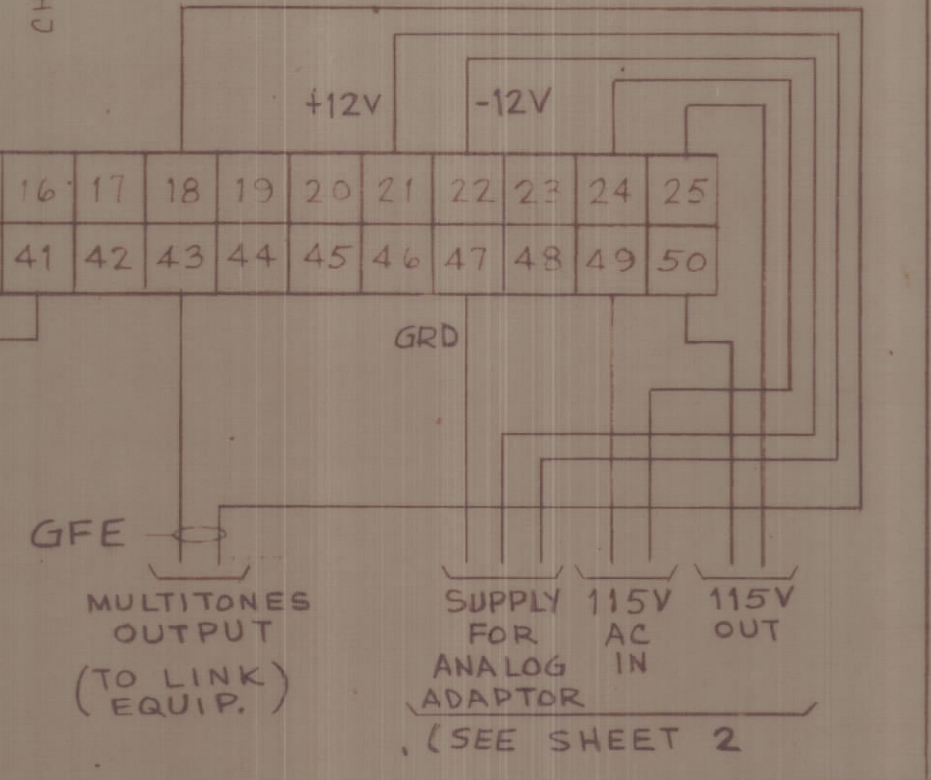 CH
+12V -12V
16 17 18 19 20 21 22 23 24 25
41 42 43 44 45 46 47 48 49 50
GRD
GFE
MULTITONES
OUTPUT
(TO LINK
EQUIP.)
SUPPLY
FOR
ANALOG
ADAPTOR
115V
AC
IN
115V
OUT
(SEE SHEET 2